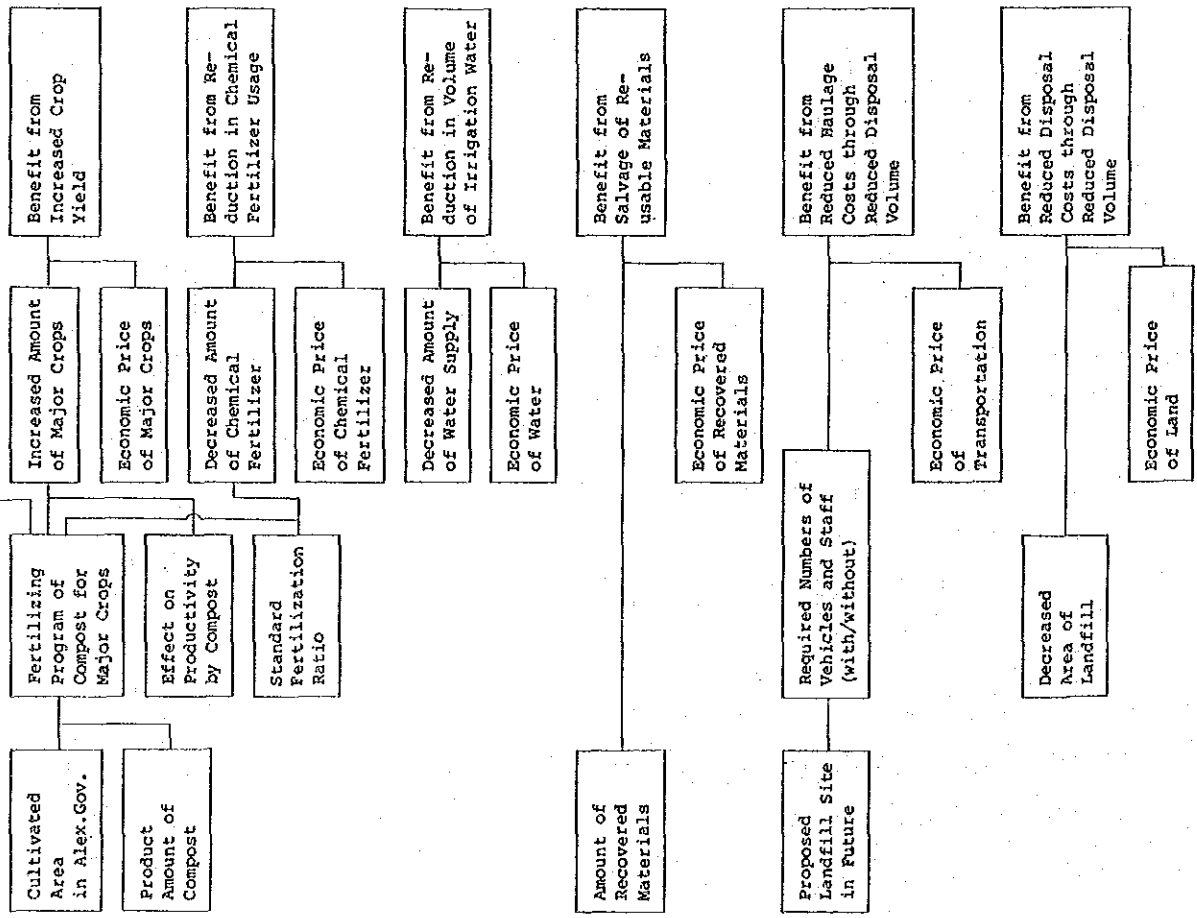 Cultivated
Area
in Alex.Gov.
Product
Amount of
Compost
Fertilizing
Program of
Compost for
Major Crops
Effect on
Productivity
by Compost
Standard
Fertilization
Ratio
Increased Amount
of Major Crops
Economic Price
of Major Crops
Decreased Amount
of Chemical
Fertilizer
Economic Price
of Chemical
Fertilizer
Decreased Amount
of Water Supply
Economic Price
of Water
Benefit from
Increased Crop
Yield
Benefit from Re-
duction in Chemical
Fertilizer Usage
Benefit from Re-
duction in Volume
of Irrigation Water
Amount of
Recovered
Materials
Economic Price
of Recovered
Materials
Benefit from
Salvage of Re-
usable Materials
Proposed
Landfill Site
in Future
Required Numbers of
Vehicles and Staff
(with/without)
Economic Price
of
Transportation
Benefit from
Reduced Haulage
Costs through
Reduced Disposal
Volume
Decreased
Area of
Landfill
Economic Price
of Land
Benefit from
Reduced Disposal
Costs through
Reduced Disposal
Volume